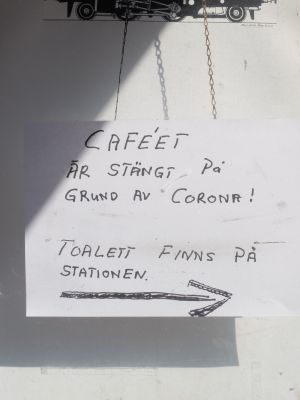 CAFÉET
ÄR STÄNGT PÅ
GRUND AV CORONA!
TOALETT FINNS PÅ
STATIONEN.